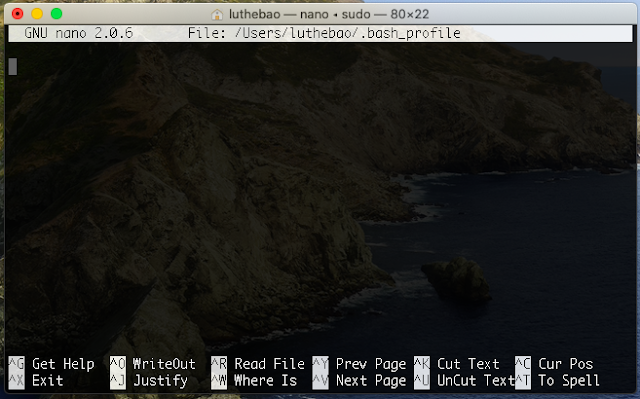 luthebao — nano ◂ sudo — 80×22
GNU nano 2.0.6 File: /Users/luthebao/.bash_profile
^G Get Help ^O WriteOut ^R Read File ^Y Prev Page ^K Cut Text ^C Cur Pos
^X Exit ^J Justify ^W Where Is ^V Next Page ^U UnCut Text^T To Spell